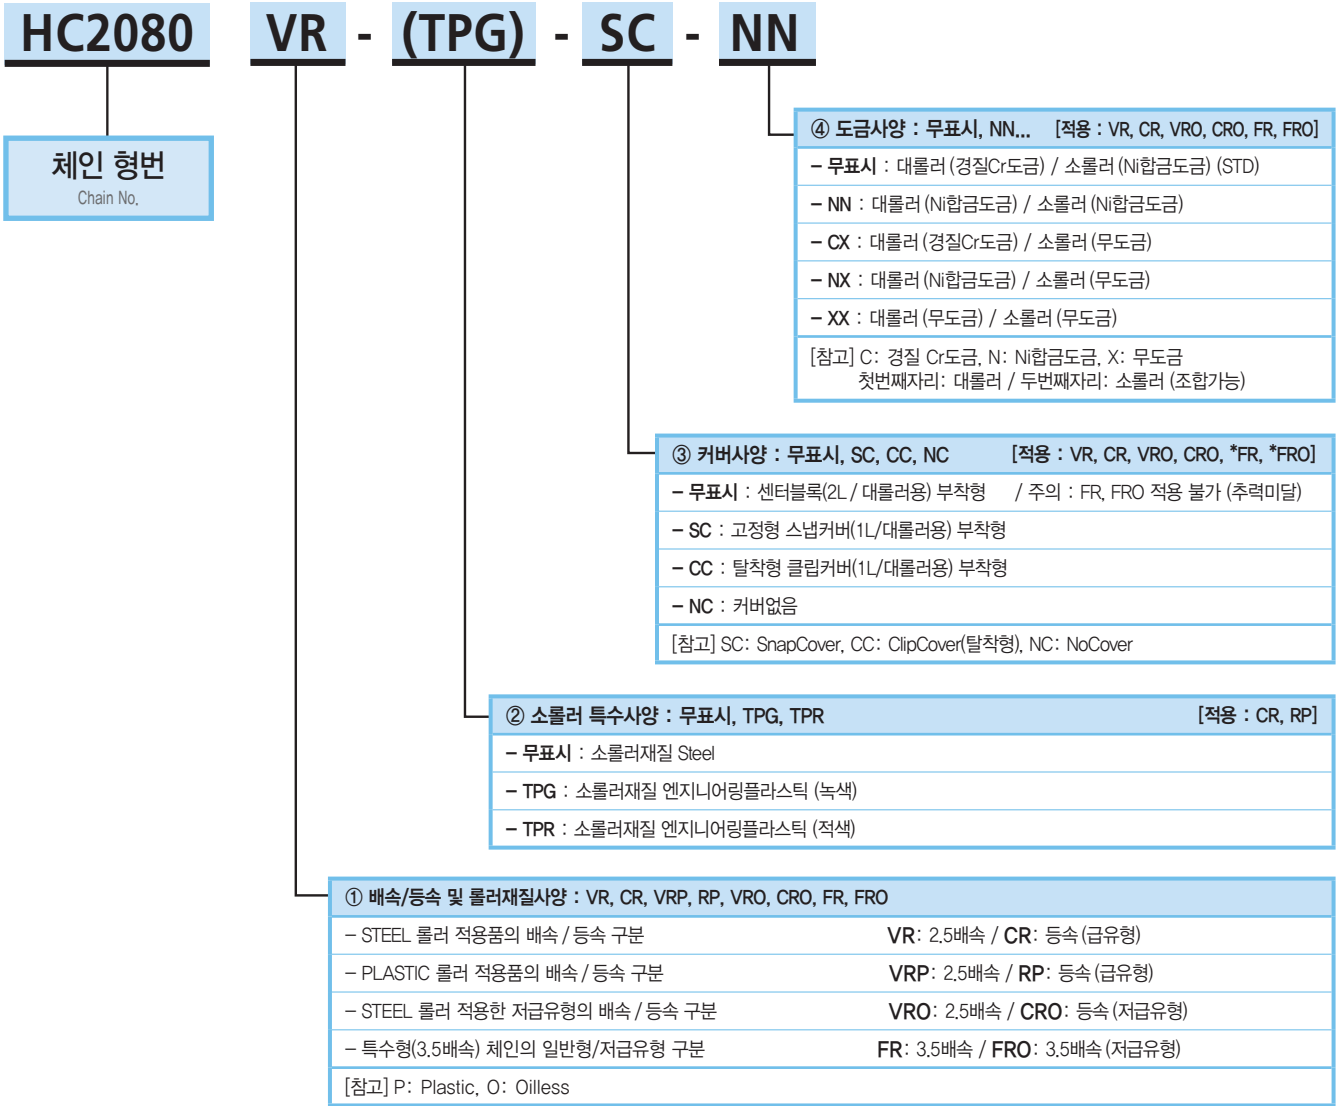 HC2080 VR - (TPG) - SC - NN
체인 형번
Chain No.
④ 도금사양 : 무표시, NN... [적용 : VR, CR, VRO, CRO, FR, FRO]
– 무표시 : 대롤러 (경질Cr도금) / 소롤러 (Ni합금도금) (STD)
– NN : 대롤러 (Ni합금도금) / 소롤러 (Ni합금도금)
– CX : 대롤러 (경질Cr도금) / 소롤러 (무도금)
– NX : 대롤러 (Ni합금도금) / 소롤러 (무도금)
– XX : 대롤러 (무도금) / 소롤러 (무도금)
[참고] C: 경질 Cr도금, N: Ni합금도금, X: 무도금
첫번째자리: 대롤러 / 두번째자리: 소롤러 (조합가능)
③ 커버사양 : 무표시, SC, CC, NC [적용 : VR, CR, VRO, CRO, *FR, *FRO]
– 무표시 : 센터블록(2L / 대롤러용) 부착형 / 주의 : FR, FRO 적용 불가 (추력미달)
– SC : 고정형 스냅커버(1L/대롤러용) 부착형
– CC : 탈착형 클립커버(1L/대롤러용) 부착형
– NC : 커버없음
[참고] SC: SnapCover, CC: ClipCover(탈착형), NC: NoCover
② 소롤러 특수사양 : 무표시, TPG, TPR [적용 : CR, RP]
– 무표시 : 소롤러재질 Steel
– TPG : 소롤러재질 엔지니어링플라스틱 (녹색)
– TPR : 소롤러재질 엔지니어링플라스틱 (적색)
① 배속/등속 및 롤러재질사양 : VR, CR, VRP, RP, VRO, CRO, FR, FRO
– STEEL 롤러 적용품의 배속 / 등속 구분 VR: 2.5배속 / CR: 등속 (급유형)
– PLASTIC 롤러 적용품의 배속 / 등속 구분 VRP: 2.5배속 / RP: 등속 (급유형)
– STEEL 롤러 적용한 저급유형의 배속 / 등속 구분 VRO: 2.5배속 / CRO: 등속 (저급유형)
– 특수형(3.5배속) 체인의 일반형/저급유형 구분 FR: 3.5배속 / FRO: 3.5배속 (저급유형)
[참고] P: Plastic, O: Oilless